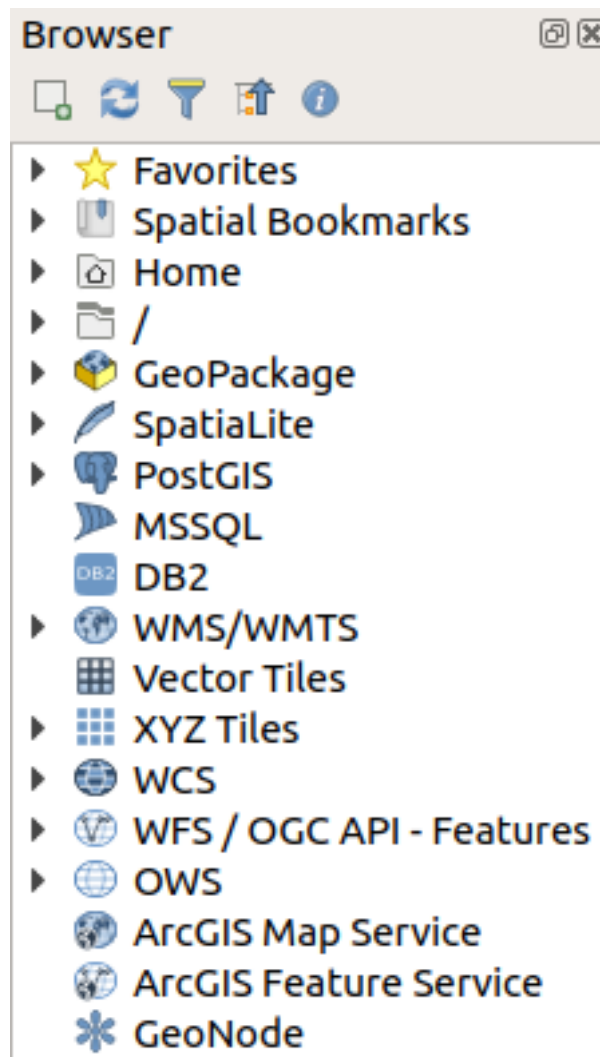 Browser
Favorites
Spatial Bookmarks
Home
/
GeoPackage
SpatiaLite
PostGIS
MSSQL
DB2 DB2
WMS/WMTS
Vector Tiles
XYZ Tiles
WCS
WFS / OGC API - Features
OWS
ArcGIS Map Service
ArcGIS Feature Service
GeoNode